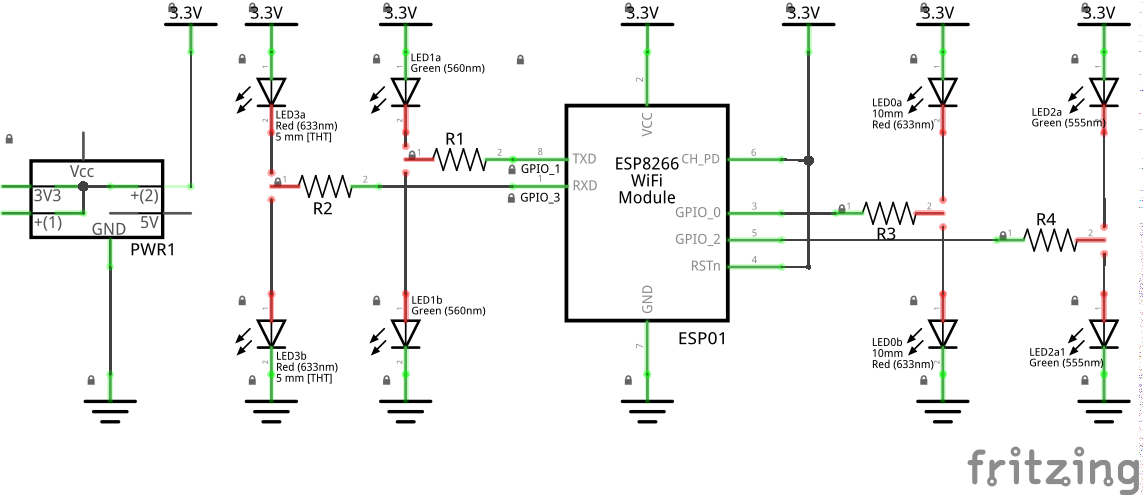 3.3V
3.3V
3.3V
3.3V
3.3V
3.3V
3.3V
1
LED3a
Red (633nm)
5 mm [THT]
2
1
LED1a
Green (560nm)
2
2
VCC
1
LED0a
10mm
Red (633nm)
2
1
LED2a
Green (555nm)
2
Vcc
3V3
+(2)
+(1)
5V
GND
PWR1
1
R1
2
GPIO_1
8
TXD
1
R2
2
GPIO_3
1
RXD
ESP8266
WiFi
Module
CH_PD
6
GPIO_0
3
GPIO_2
5
RSTn
4
GND
7
ESP01
1
R3
2
1
R4
2
1
LED3b
Red (633nm)
5 mm [THT]
2
1
LED1b
Green (560nm)
2
1
LED0b
10mm
Red (633nm)
2
1
LED2a1
Green (555nm)
2
fritzing